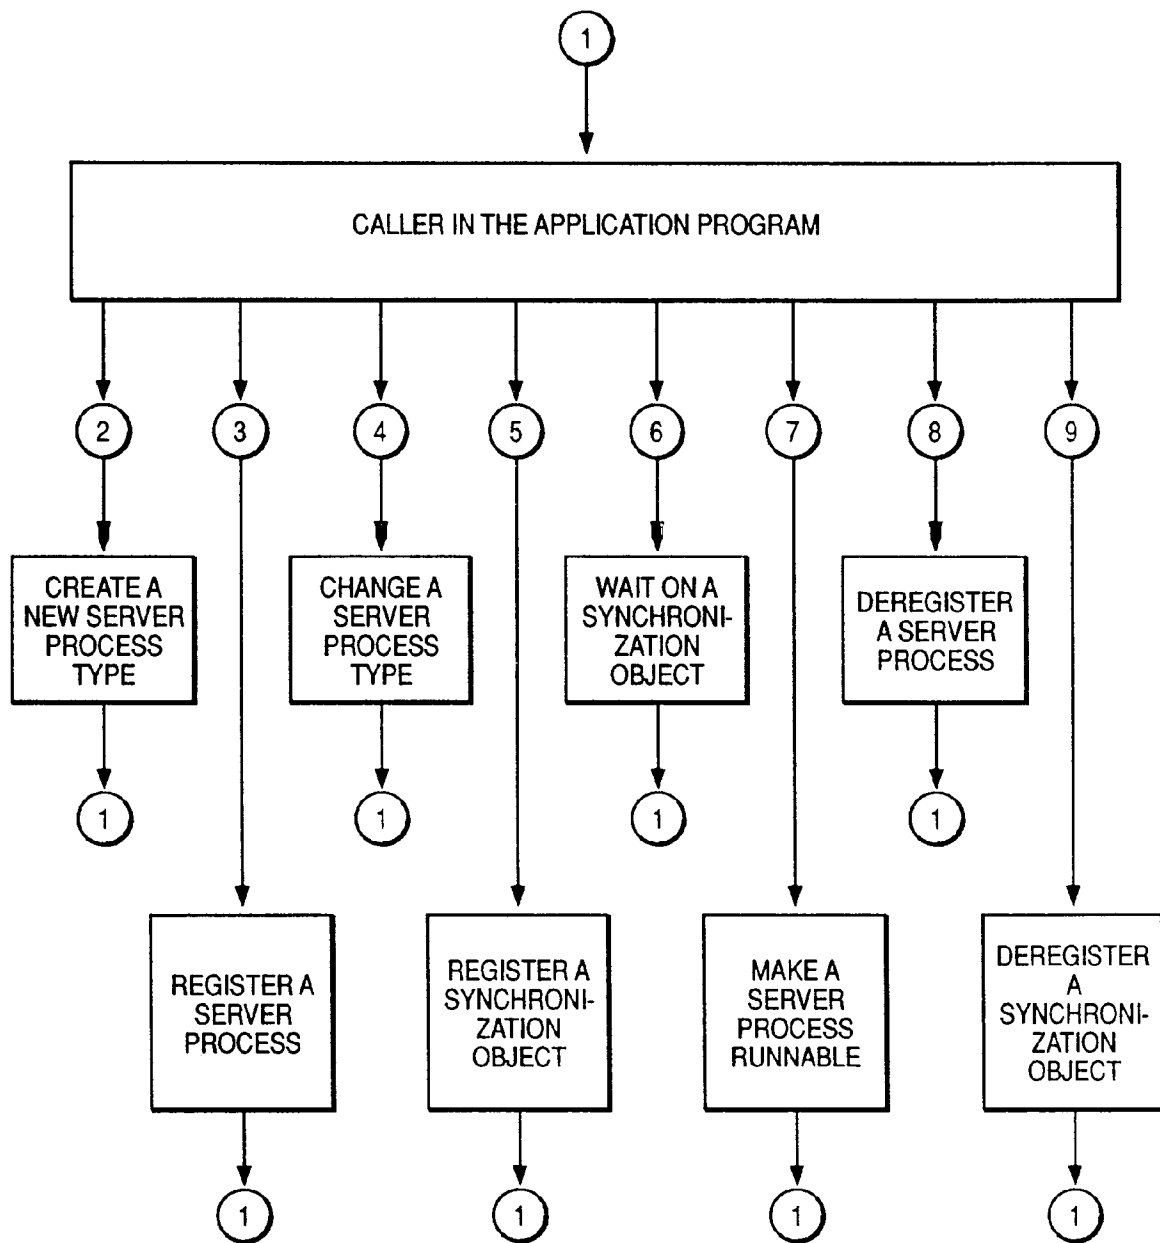 1
CALLER IN THE APPLICATION PROGRAM
2
3
4
5
6
7
8
9
CREATE A
NEW SERVER
PROCESS
TYPE
CHANGE A
SERVER
PROCESS
TYPE
WAIT ON A
SYNCHRONI-
ZATION
OBJECT
DEREGISTER
A SERVER
PROCESS
1
1
1
1
REGISTER A
SERVER
PROCESS
REGISTER A
SYNCHRONI-
ZATION
OBJECT
MAKE A
SERVER
PROCESS
RUNNABLE
DEREGISTER
A
SYNCHRONI-
ZATION
OBJECT
1
1
1
1